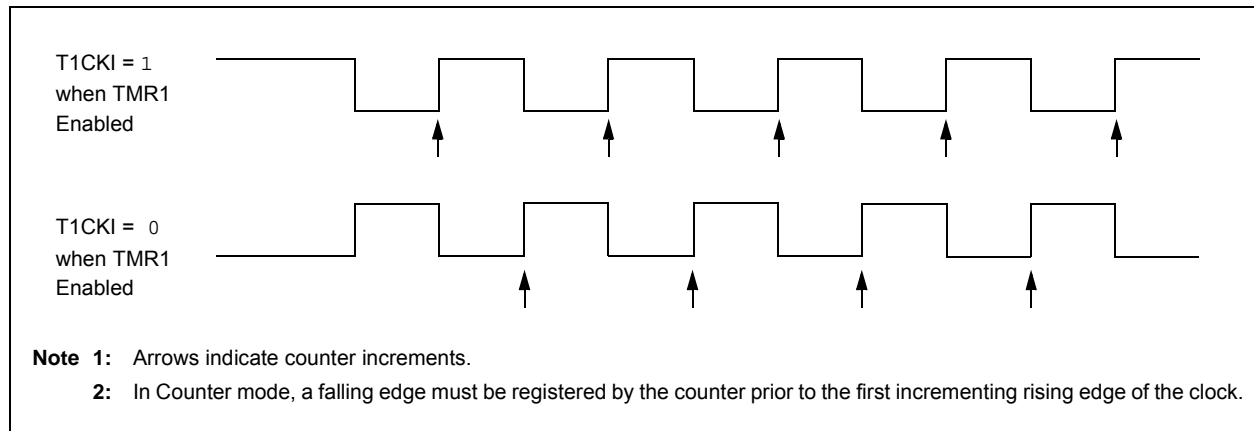 T1CKI = 1
when TMR1
Enabled
T1CKI = 0
when TMR1
Enabled
Note 1: Arrows indicate counter increments.
2: In Counter mode, a falling edge must be registered by the counter prior to the first incrementing rising edge of the clock.